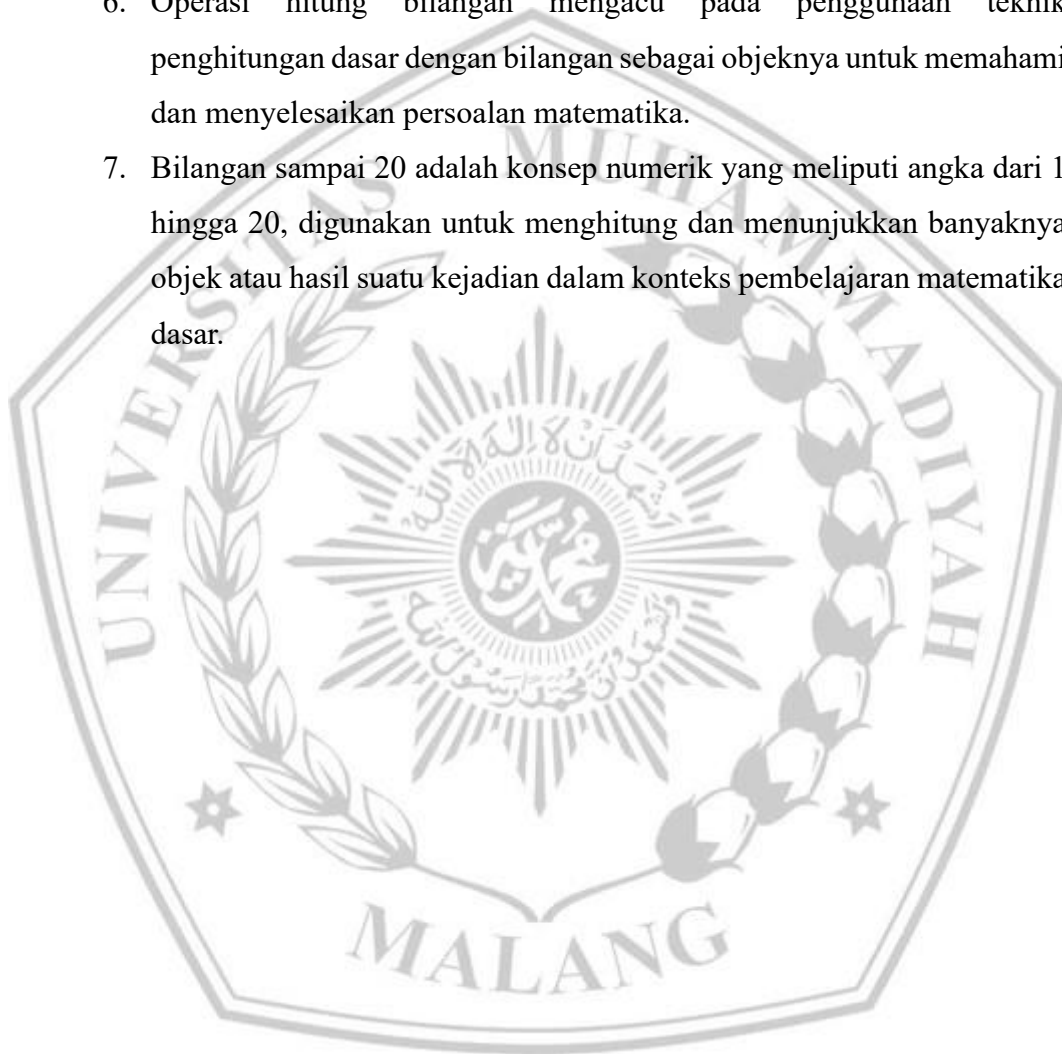 6. Operasi hitung bilangan mengacu pada penggunaan teknik
penghitungan dasar dengan bilangan sebagai objeknya untuk memahami
dan menyelesaikan persoalan matematika.
7. Bilangan sampai 20 adalah konsep numerik yang meliputi angka dari 1
hingga 20, digunakan untuk menghitung dan menunjukkan banyaknya
objek atau hasil suatu kejadian dalam konteks pembelajaran matematika
dasar.
UNIVERSITAS MUHAMMADIYAH
MALANG